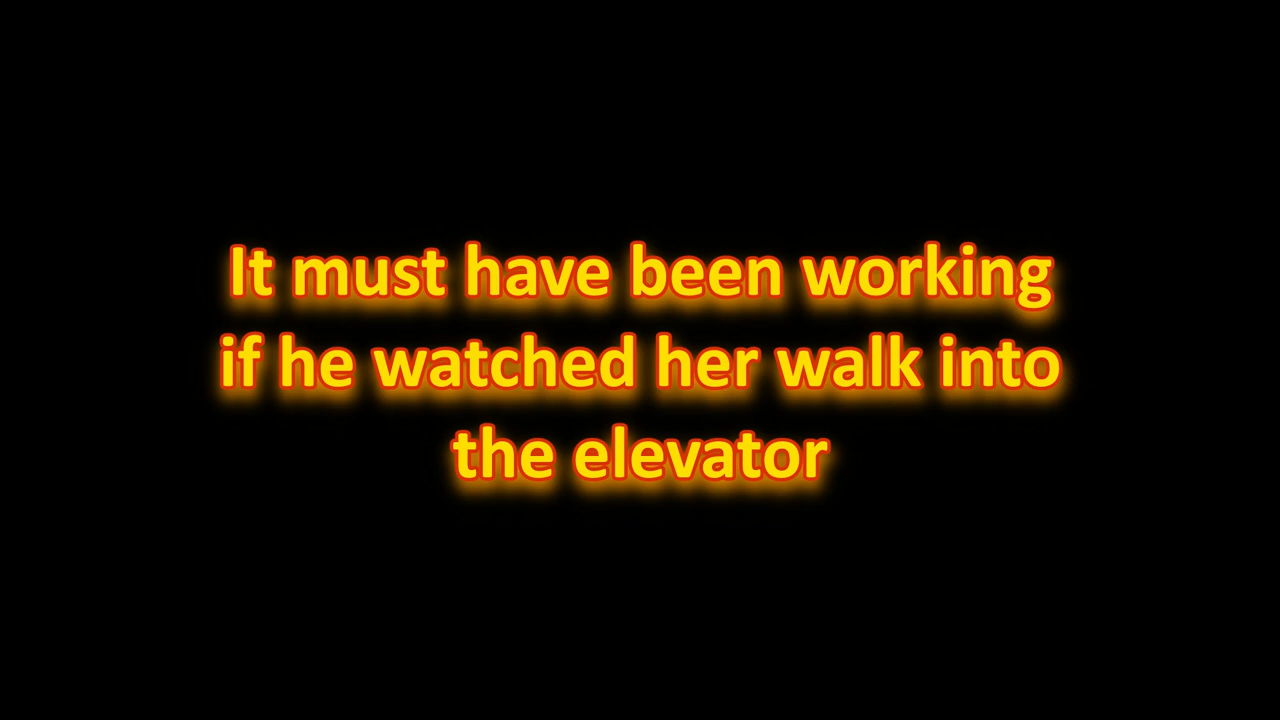 It must have been working
if he watched her walk into
the elevator